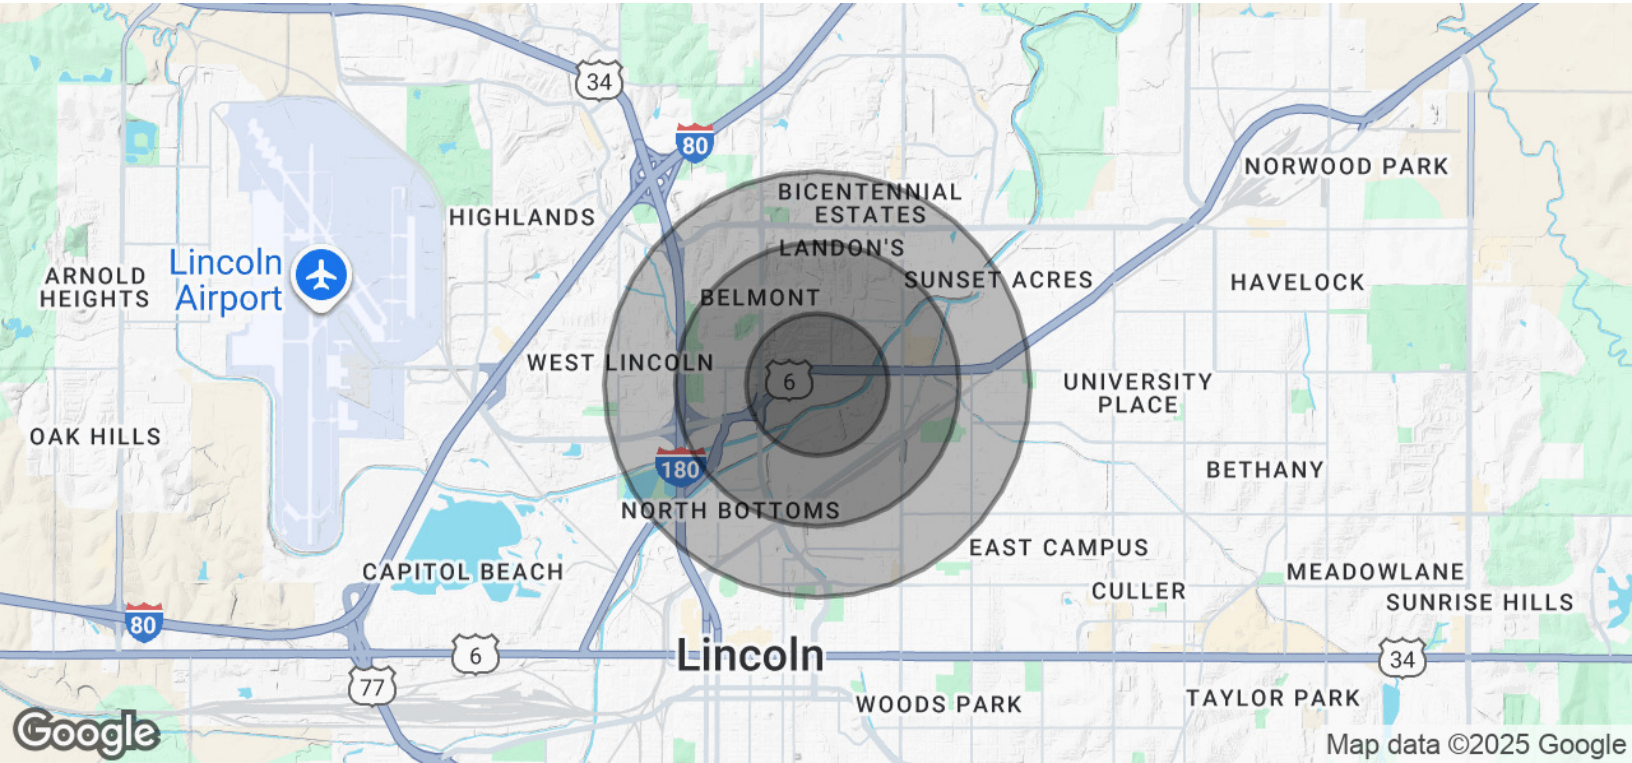 34
80
NORWOOD PARK
BICENTENNIAL
ESTATES
HIGHLANDS
LANDON'S
Lincoln
Airport
ARNOLD
HEIGHTS
SUNSET ACRES
HAVELOCK
BELMONT
WEST LINCOLN
6
UNIVERSITY
PLACE
OAK HILLS
180
BETHANY
NORTH BOTTOMS
EAST CAMPUS
CAPITOL BEACH
MEADOWLANE
CULLER
SUNRISE HILLS
80
6
Lincoln
34
77
WOODS PARK
TAYLOR PARK
Google
Map data ©2025 Google